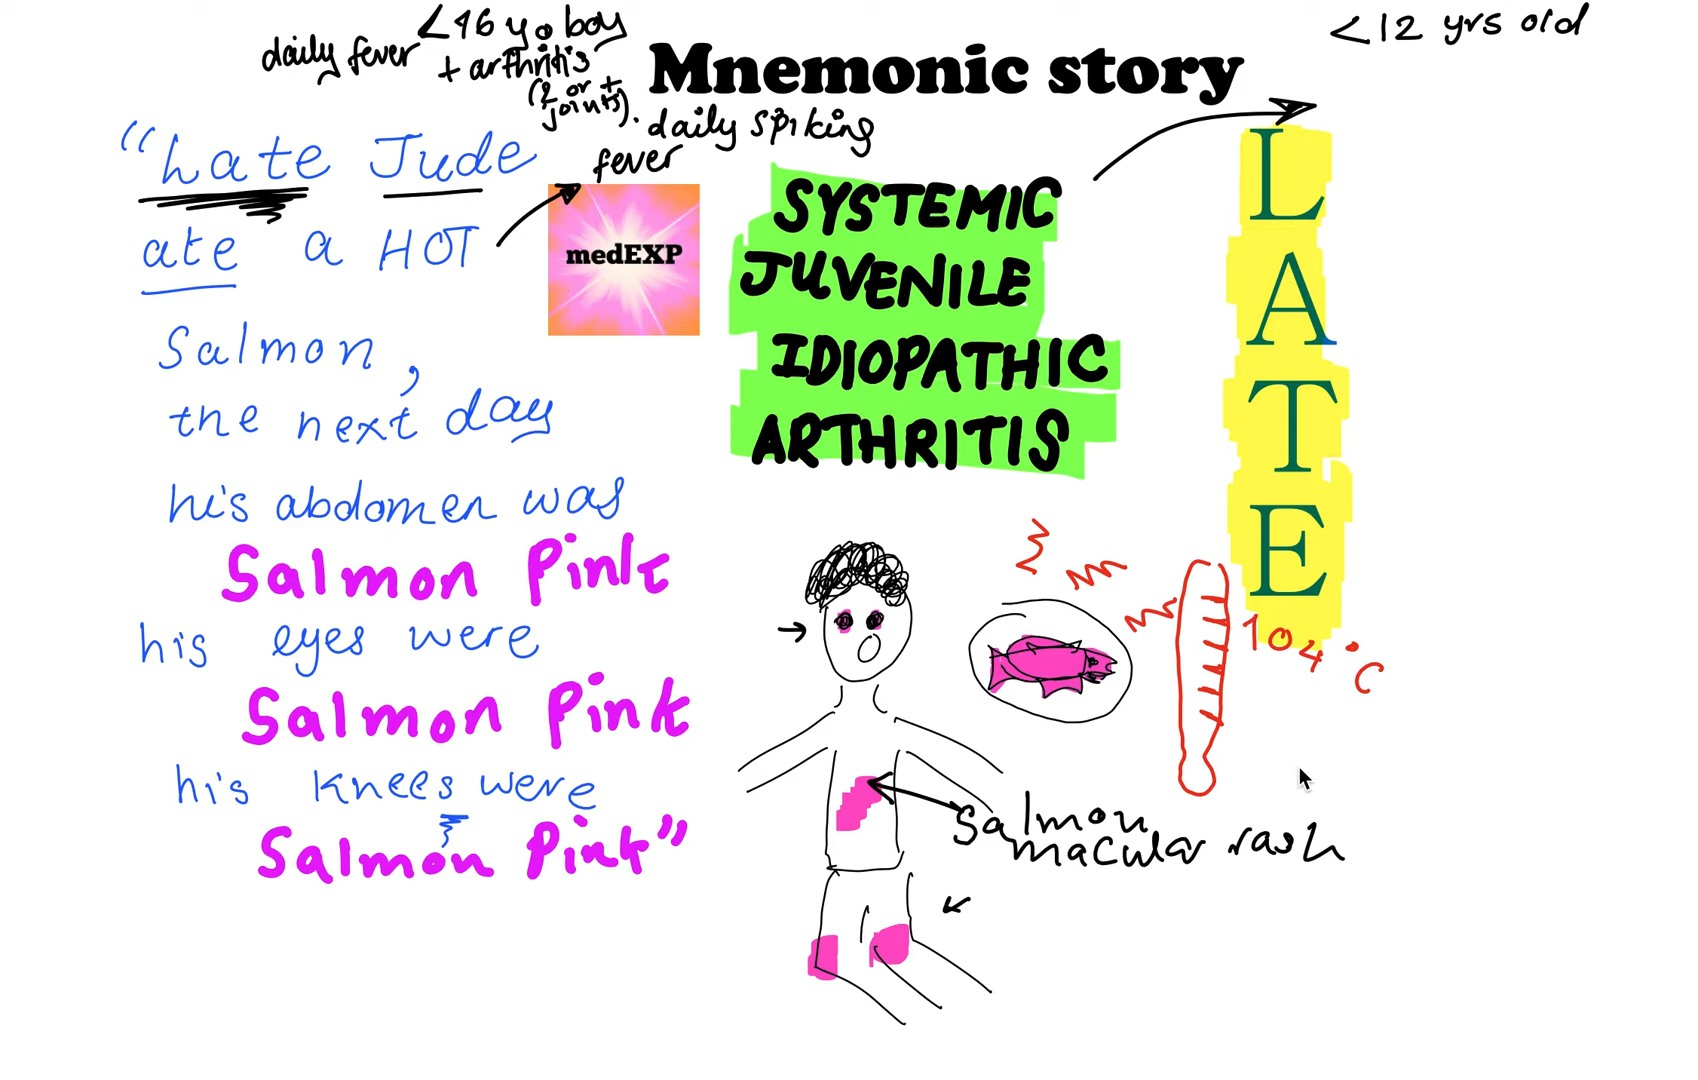 <16 yo boy
daily fever + arthritis
(2 or +
joints).
<12 yrs old
Mnemonic story
daily spiking
fever
"Late Jude
ate a HOT
Salmon,
the next day
his abdomen was
Salmon Pink
his eyes were
Salmon Pink
his knees were
Salmon Pink"
medEXP
SYSTEMIC
JUVENILE
IDIOPATHIC
ARTHRITIS
L
A
T
E
104°C
Salmon
macular rash